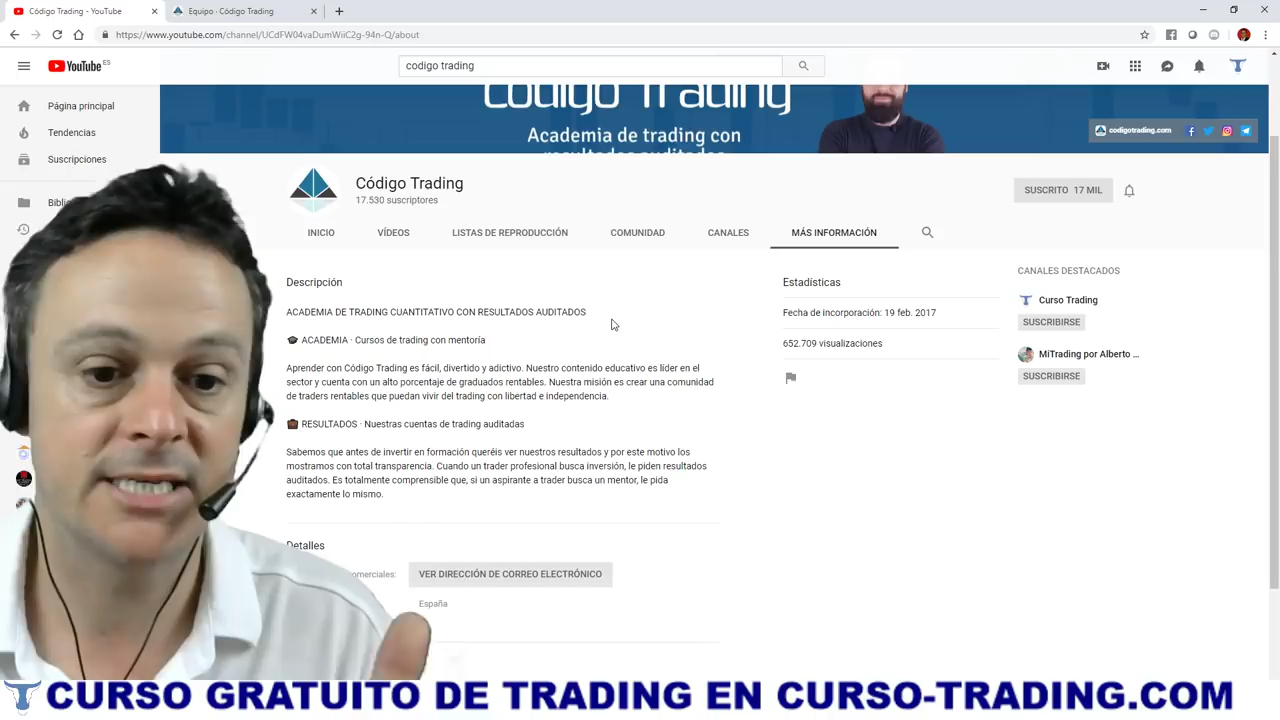 Código Trading - YouTube
Equipo · Código Trading
https://www.youtube.com/channel/UCdFW04vaDumWiiC2g-94n-Q/about
YouTube ES
codigo trading
Página principal
Tendencias
Suscripciones
Código Trading
Academia de trading con
resultados auditados
codigotrading.com
Código Trading
17.530 suscriptores
SUSCRITO 17 MIL
INICIO
VÍDEOS
LISTAS DE REPRODUCCIÓN
COMUNIDAD
CANALES
MÁS INFORMACIÓN
Descripción
ACADEMIA DE TRADING CUANTITATIVO CON RESULTADOS AUDITADOS
ACADEMIA · Cursos de trading con mentoría
Aprender con Código Trading es fácil, divertido y adictivo. Nuestro contenido educativo es líder en el
sector y cuenta con un alto porcentaje de graduados rentables. Nuestra misión es crear una comunidad
de traders rentables que puedan vivir del trading con libertad e independencia.
RESULTADOS · Nuestras cuentas de trading auditadas
Sabemos que antes de invertir en formación queréis ver nuestros resultados y por este motivo los
mostramos con total transparencia. Cuando un trader profesional busca inversión, le piden resultados
auditados. Es totalmente comprensible que, si un aspirante a trader busca un mentor, le pida
exactamente lo mismo.
Detalles
comerciales:
VER DIRECCIÓN DE CORREO ELECTRÓNICO
España
Estadísticas
Fecha de incorporación: 19 feb. 2017
652.709 visualizaciones
CANALES DESTACADOS
Curso Trading
SUSCRIBIRSE
MiTrading por Alberto ...
SUSCRIBIRSE
CURSO GRATUITO DE TRADING EN CURSO-TRADING.COM